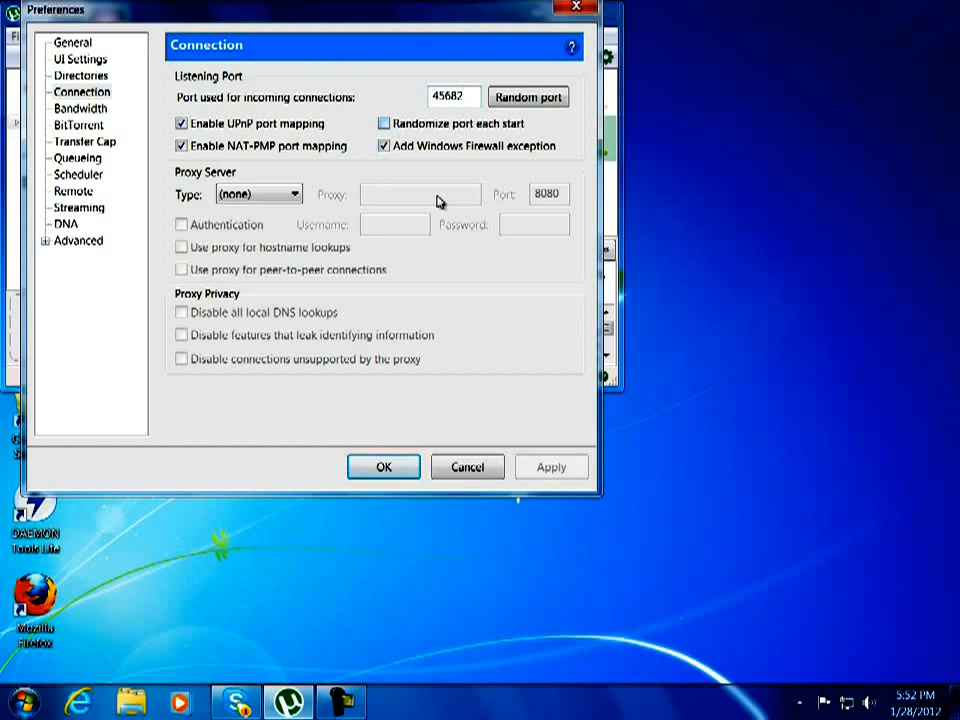 Preferences
General
UI Settings
Directories
Connection
Bandwidth
BitTorrent
Transfer Cap
Queueing
Scheduler
Remote
Streaming
DNA
Advanced
Connection
Listening Port
Port used for incoming connections: 45682 Random port
Enable UPnP port mapping Randomize port each start
Enable NAT-PMP port mapping Add Windows Firewall exception
Proxy Server
Type: (none) Proxy: Port: 8080
Authentication Username: Password:
Use proxy for hostname lookups
Use proxy for peer-to-peer connections
Proxy Privacy
Disable all local DNS lookups
Disable features that leak identifying information
Disable connections unsupported by the proxy
OK Cancel Apply
DAEMON
Tools Lite
Mozilla
Firefox
5:52 PM
1/28/2012